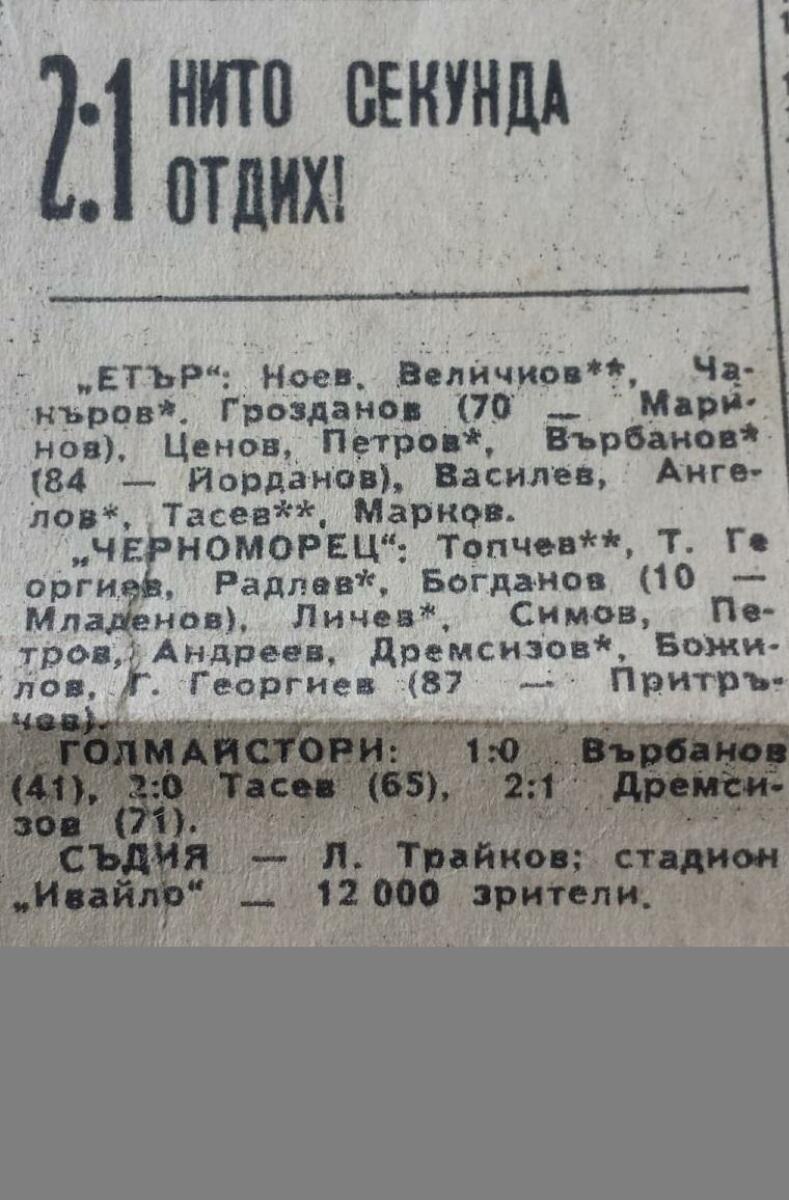 2:1 НИТО СЕКУНДА
ОТДИХ!
„ЕТЪР“: Ноев, Величков**, Ча-
къров*, Грозданов (70 — Мари-
нов), Ценов, Петров*, Върбанов*
(84 — Йорданов), Василев, Анге-
лов*, Тасев**, Марков.
„ЧЕРНОМОРЕЦ“: Топчев**, Т. Ге
оргиев, Радлев*, Богданов (10 —
Младенов), Личев*, Симов, Пе-
тров, Андреев, Дремсизов*, Божи-
лов, Г. Георгиев (87 — Притръ-
чев).
ГОЛМАЙСТОРИ: 1:0 Върбанов
(41), 2:0 Тасев (65), 2:1 Дремси-
зов (71).
СЪДИЯ — Л. Трайков; стадион
„Ивайло“ — 12 000 зрители.